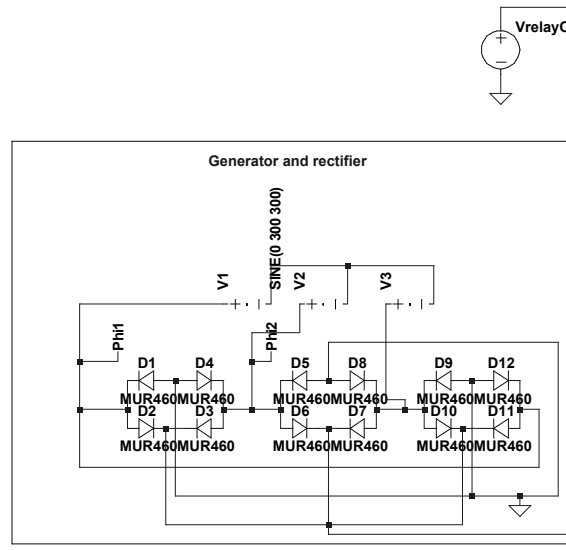 VrelayC
Generator and rectifier
V1
SINE(0 300 300)
V2
V3
Phi1
Phi2
D1 D4 D5 D8 D9 D12
MUR460MUR460 MUR460MUR460 MUR460MUR460
D2 D3 D6 D7 D10 D11
MUR460MUR460 MUR460MUR460 MUR460MUR460